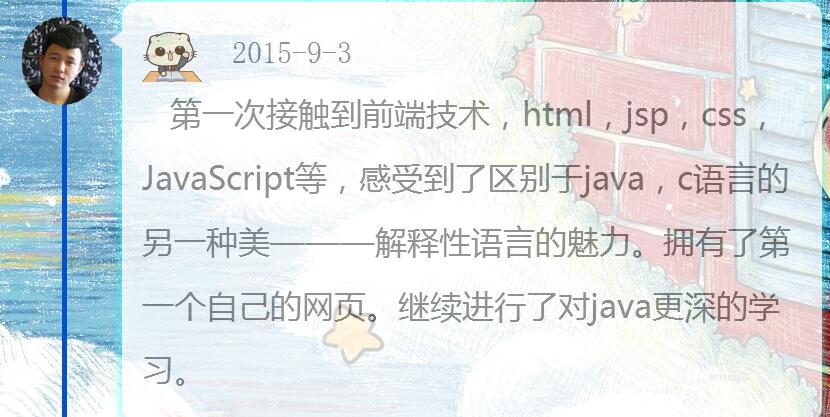 2015-9-3
第一次接触到前端技术，html，jsp，css，
JavaScript等，感受到了区别于java，c语言的
另一种美————解释性语言的魅力。拥有了第
一个自己的网页。继续进行了对java更深的学
习。